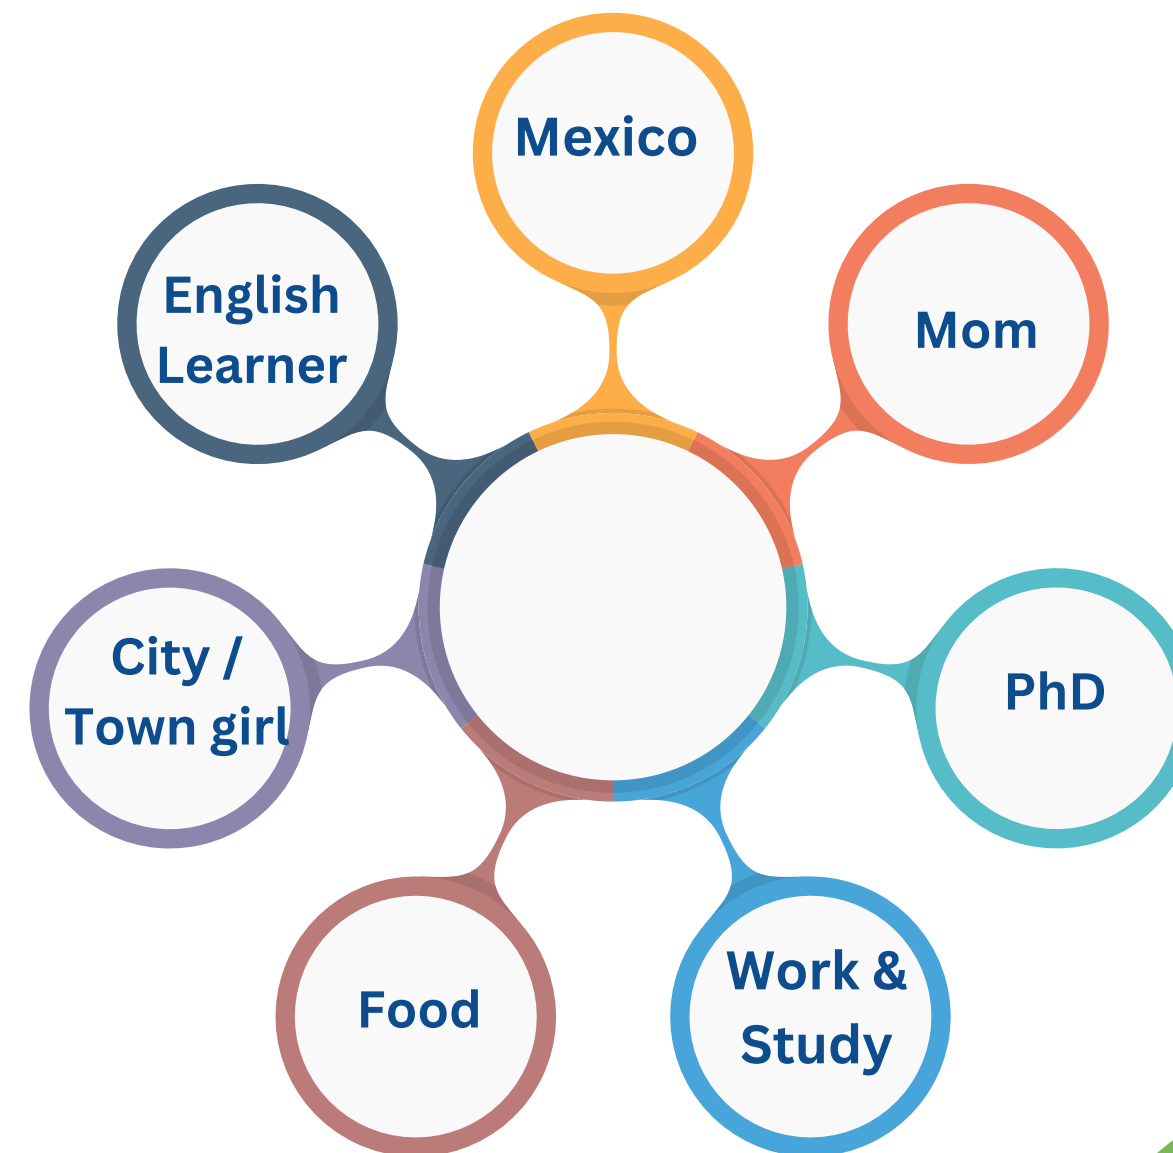 Mexico
English
Learner
Mom
City /
Town girl
PhD
Food
Work &
Study